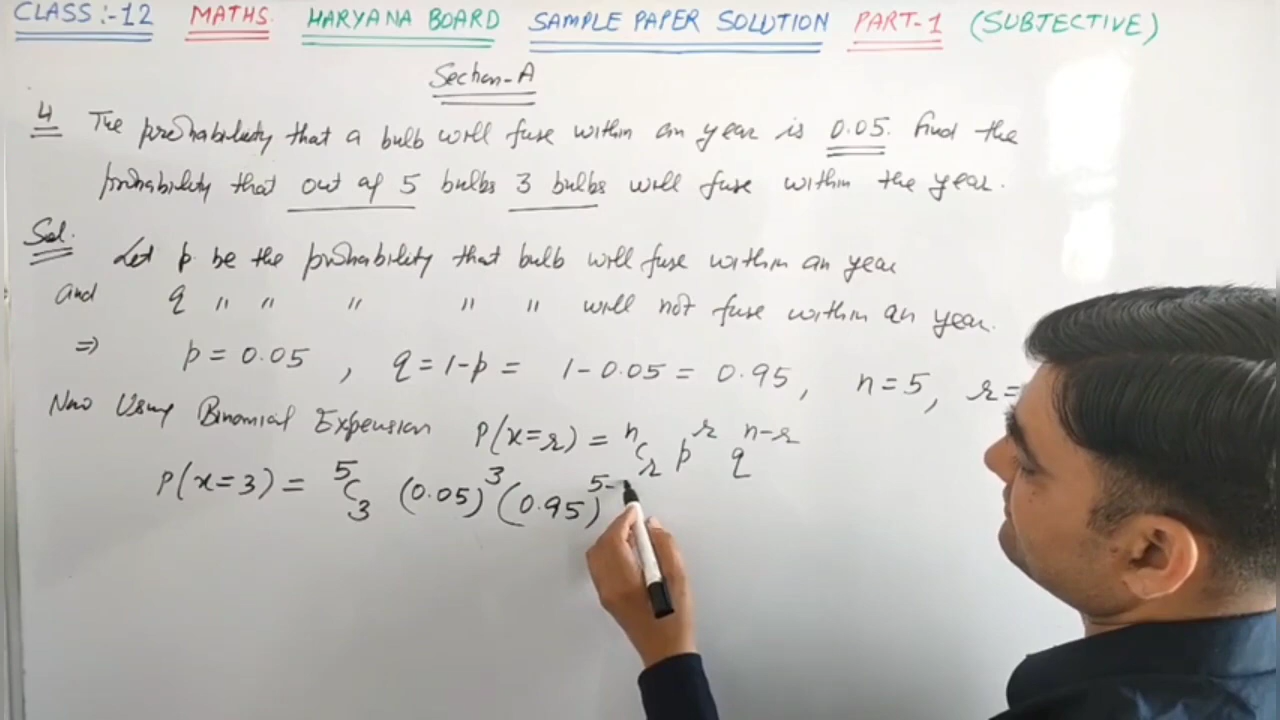 CLASS :- 12 MATHS. HARYANA BOARD SAMPLE PAPER SOLUTION PART-1 (SUBJECTIVE)
Section-A
4 The probability that a bulb will fuse within an year is 0.05. Find the
probability that out of 5 bulbs 3 bulbs will fuse within the year.
Sol. Let p be the probability that bulb will fuse within an year
and q " " " " " will not fuse within an year.
⇒ p = 0.05 , q = 1-p = 1-0.05 = 0.95, n=5, r=
Now Using Binomial Expension P(x=r) = ⁿCᵣ pʳ qⁿ⁻ʳ
P(x=3) = ⁵C₃ (0.05)³ (0.95)⁵⁻